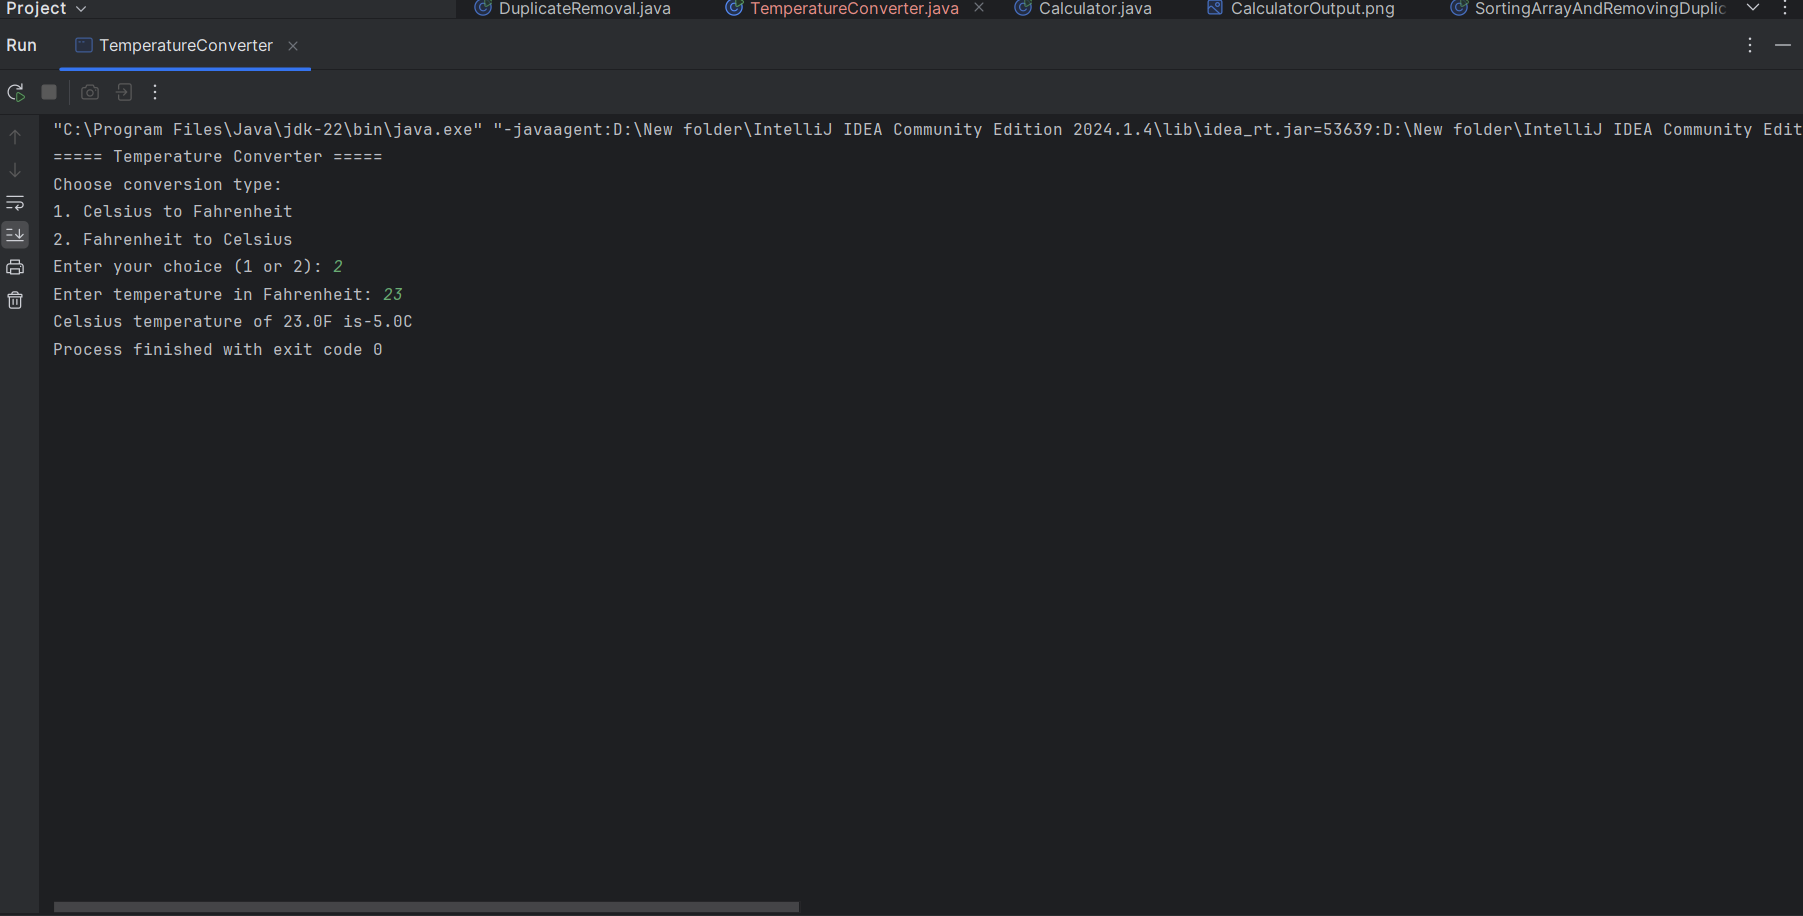 Project
DuplicateRemoval.java
TemperatureConverter.java
Calculator.java
CalculatorOutput.png
SortingArrayAndRemovingDuplic
Run
TemperatureConverter
"C:\Program Files\Java\jdk-22\bin\java.exe" "-javaagent:D:\New folder\IntelliJ IDEA Community Edition 2024.1.4\lib\idea_rt.jar=53639:D:\New folder\IntelliJ IDEA Community Edit
===== Temperature Converter =====
Choose conversion type:
1. Celsius to Fahrenheit
2. Fahrenheit to Celsius
Enter your choice (1 or 2): 2
Enter temperature in Fahrenheit: 23
Celsius temperature of 23.0F is-5.0C
Process finished with exit code 0